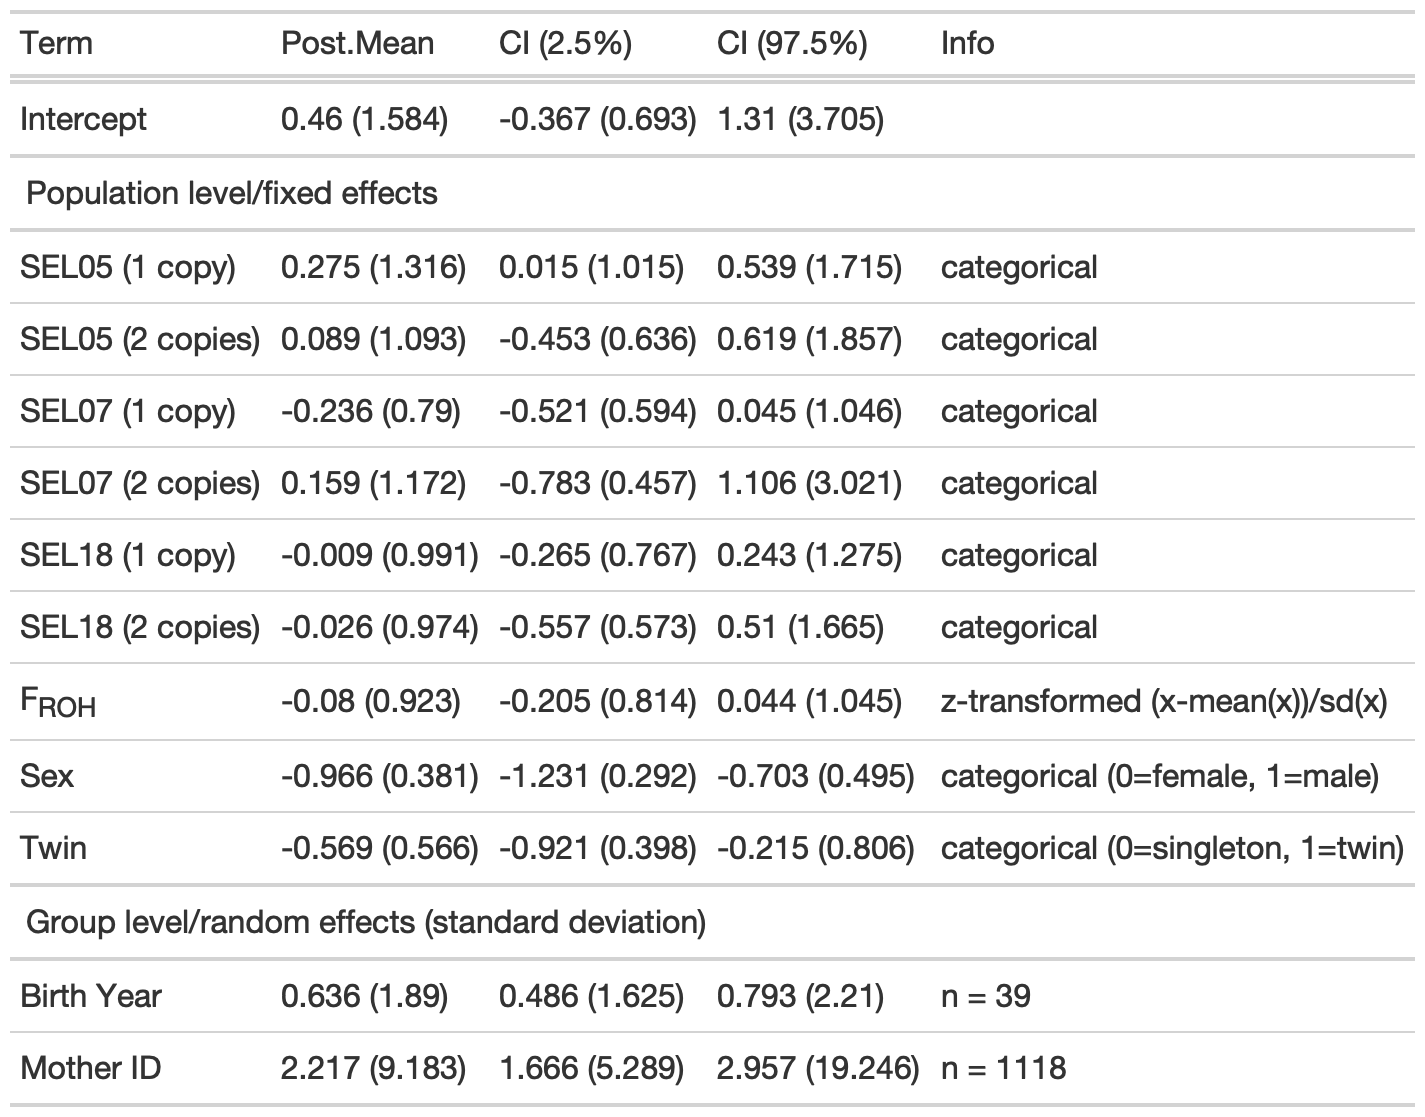 Term Post.Mean CI (2.5%) CI (97.5%) Info
Intercept 0.46 (1.584) -0.367 (0.693) 1.31 (3.705)
Population level/fixed effects
SEL05 (1 copy) 0.275 (1.316) 0.015 (1.015) 0.539 (1.715) categorical
SEL05 (2 copies) 0.089 (1.093) -0.453 (0.636) 0.619 (1.857) categorical
SEL07 (1 copy) -0.236 (0.79) -0.521 (0.594) 0.045 (1.046) categorical
SEL07 (2 copies) 0.159 (1.172) -0.783 (0.457) 1.106 (3.021) categorical
SEL18 (1 copy) -0.009 (0.991) -0.265 (0.767) 0.243 (1.275) categorical
SEL18 (2 copies) -0.026 (0.974) -0.557 (0.573) 0.51 (1.665) categorical
FROH -0.08 (0.923) -0.205 (0.814) 0.044 (1.045) z-transformed (x-mean(x))/sd(x)
Sex -0.966 (0.381) -1.231 (0.292) -0.703 (0.495) categorical (0=female, 1=male)
Twin -0.569 (0.566) -0.921 (0.398) -0.215 (0.806) categorical (0=singleton, 1=twin)
Group level/random effects (standard deviation)
Birth Year 0.636 (1.89) 0.486 (1.625) 0.793 (2.21) n = 39
Mother ID 2.217 (9.183) 1.666 (5.289) 2.957 (19.246) n = 1118